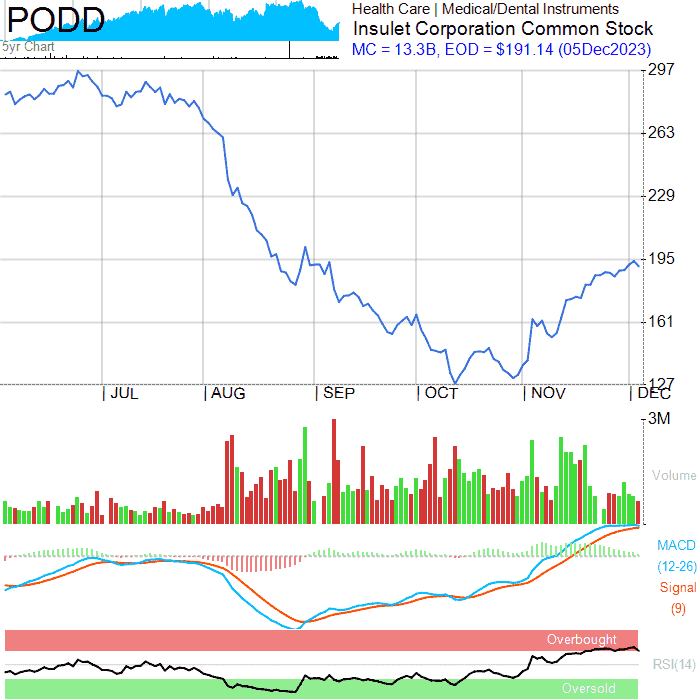 PODD
5yr Chart
Health Care | Medical/Dental Instruments
Insulet Corporation Common Stock
MC = 13.3B, EOD = $191.14 (05Dec2023)
297
263
229
195
161
127
| JUL | AUG | SEP | OCT | NOV | DEC
3M
Volume
MACD
(12-26)
Signal
(9)
Overbought
RSI(14)
Oversold